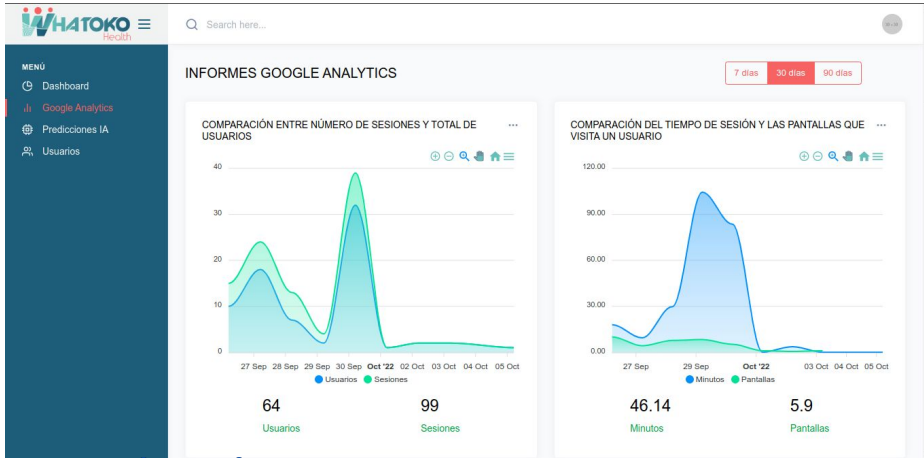 WHATOKO
Health
Search here...
MENÚ
Dashboard
Google Analytics
Predicciones IA
Usuarios
INFORMES GOOGLE ANALYTICS
7 días 30 días 90 días
COMPARACIÓN ENTRE NÚMERO DE SESIONES Y TOTAL DE
USUARIOS
40
30
20
10
0
27 Sep 28 Sep 29 Sep 30 Sep Oct '22 02 Oct 03 Oct 04 Oct 05 Oct
Usuarios Sesiones
64 99
Usuarios Sesiones
COMPARACIÓN DEL TIEMPO DE SESIÓN Y LAS PANTALLAS QUE
VISITA UN USUARIO
120.00
90.00
60.00
30.00
0.00
27 Sep 29 Sep Oct '22 03 Oct 04 Oct 05 Oct
Minutos Pantallas
46.14 5.9
Minutos Pantallas